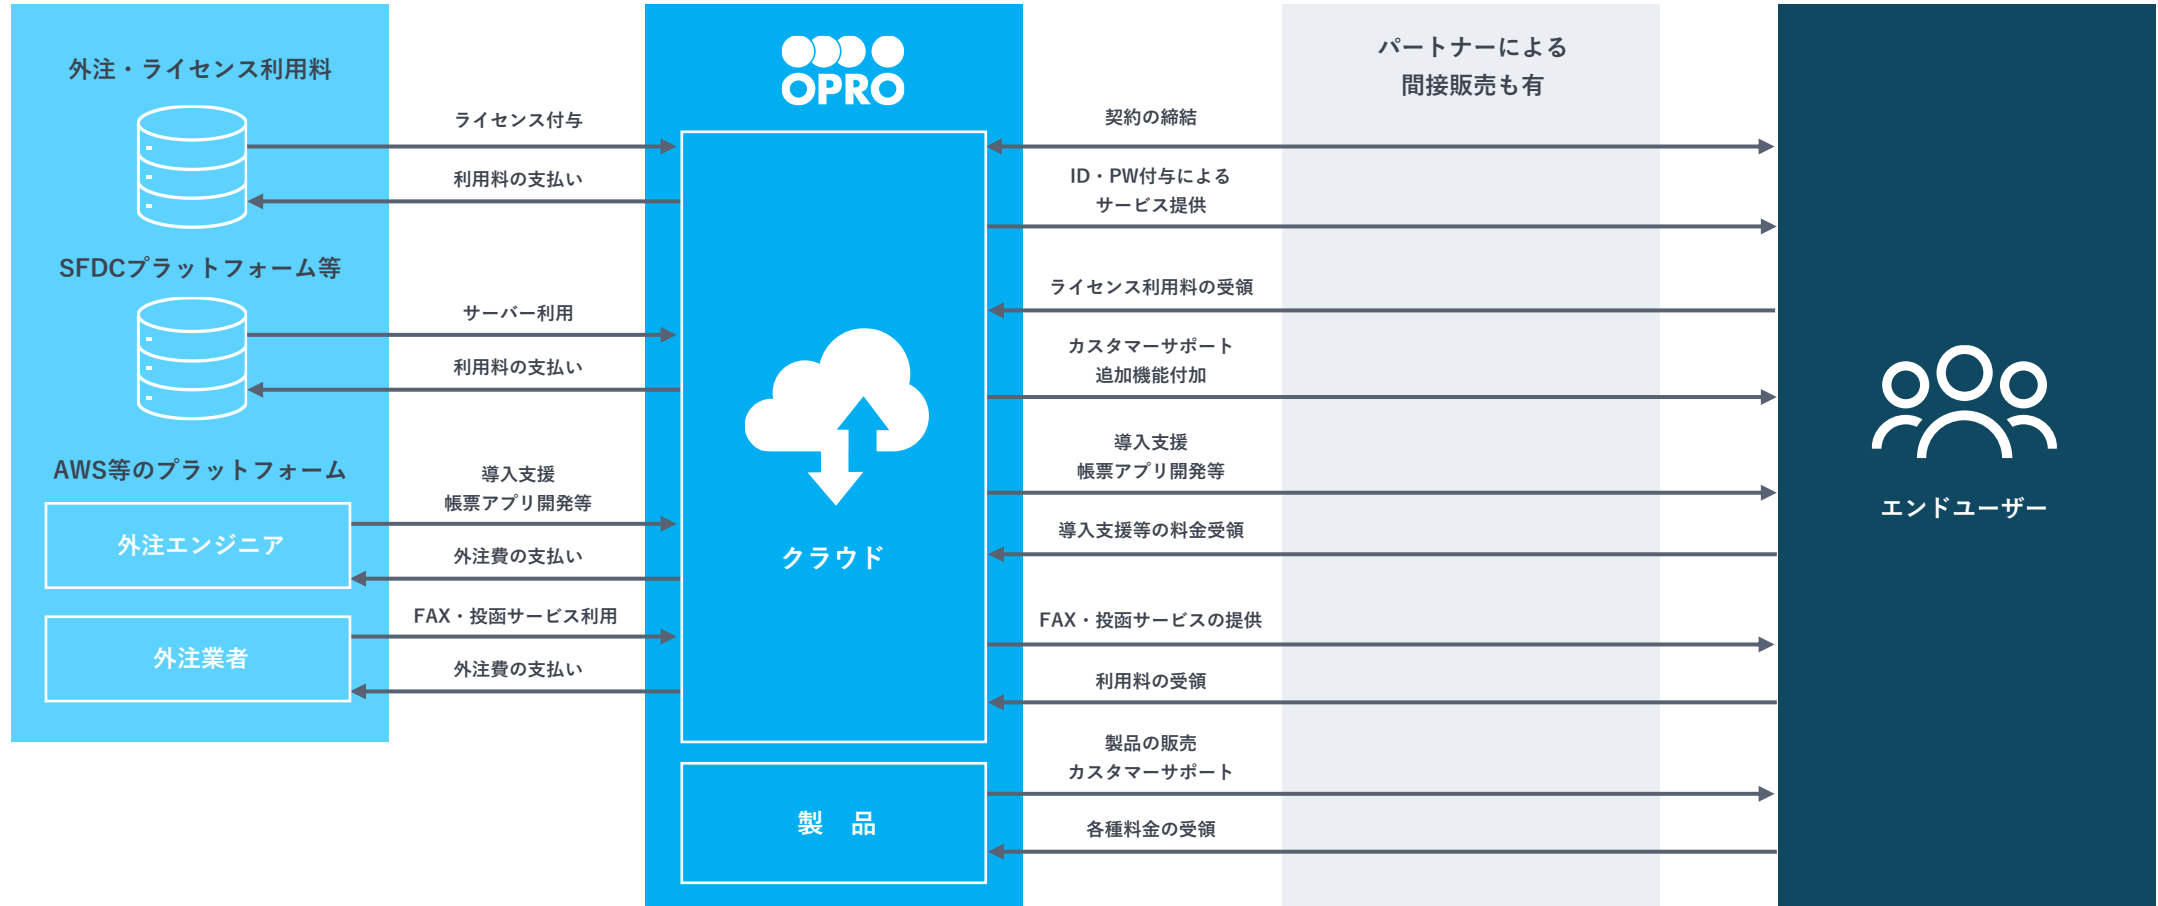 外注・ライセンス利用料
SFDCプラットフォーム等
AWS等のプラットフォーム
外注エンジニア
外注業者
ライセンス付与
利用料の支払い
サーバー利用
利用料の支払い
導入支援
帳票アプリ開発等
外注費の支払い
FAX・投函サービス利用
外注費の支払い
OPRO
クラウド
製 品
契約の締結
ID・PW付与による
サービス提供
ライセンス利用料の受領
カスタマーサポート
追加機能付加
導入支援
帳票アプリ開発等
導入支援等の料金受領
FAX・投函サービスの提供
利用料の受領
製品の販売
カスタマーサポート
各種料金の受領
パートナーによる
間接販売も有
エンドユーザー